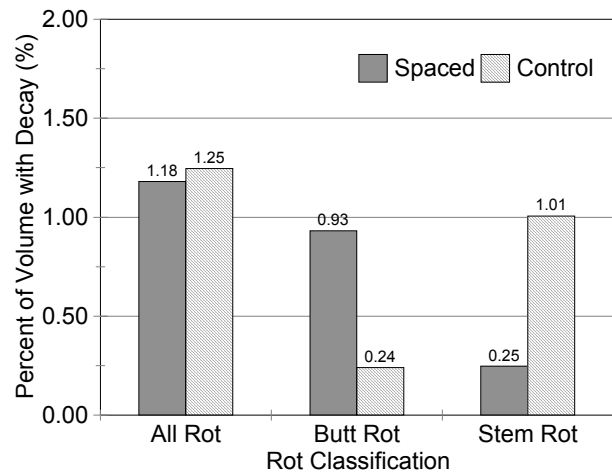 Percent of Volume with Decay (%)
2.00
1.50
1.00
0.50
0.00
Spaced
Control
1.18
1.25
0.93
0.24
0.25
1.01
All Rot
Butt Rot
Stem Rot
Rot Classification